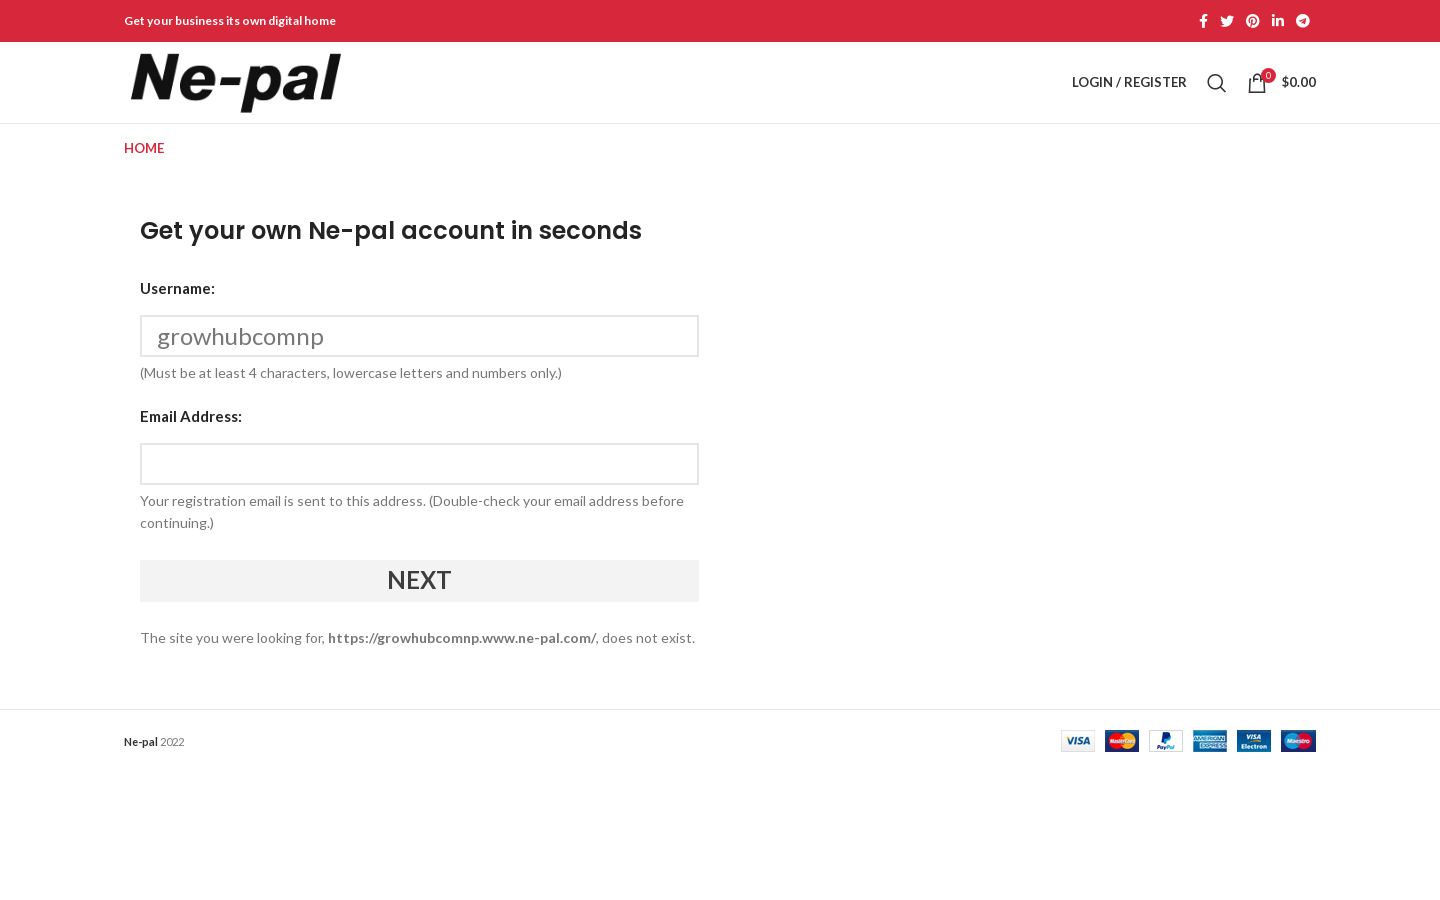 Get your business its own digital home
Ne-pal
LOGIN / REGISTER
0
$0.00
HOME
Get your own Ne-pal account in seconds
Username:
growhubcomnp
(Must be at least 4 characters, lowercase letters and numbers only.)
Email Address:
Your registration email is sent to this address. (Double-check your email address before
continuing.)
NEXT
The site you were looking for, https://growhubcomnp.www.ne-pal.com/, does not exist.
Ne-pal 2022
VISA
MasterCard
PayPal
AMERICAN EXPRESS
VISA Electron
Maestro